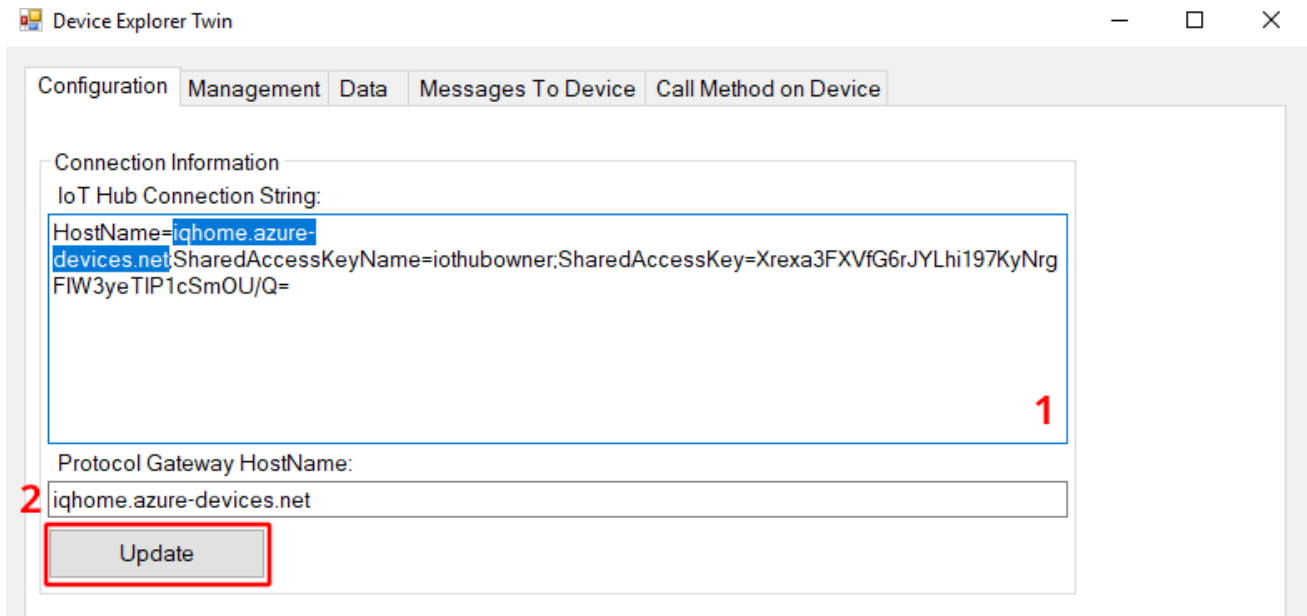 Device Explorer Twin
Configuration Management Data Messages To Device Call Method on Device
Connection Information
IoT Hub Connection String:
HostName=iqhome.azure-
devices.net;SharedAccessKeyName=iothubowner;SharedAccessKey=Xrexa3FXVfG6rJYLhi197KyNrg
FIW3yeTIP1cSmOU/Q=
1
Protocol Gateway HostName:
2 iqhome.azure-devices.net
Update